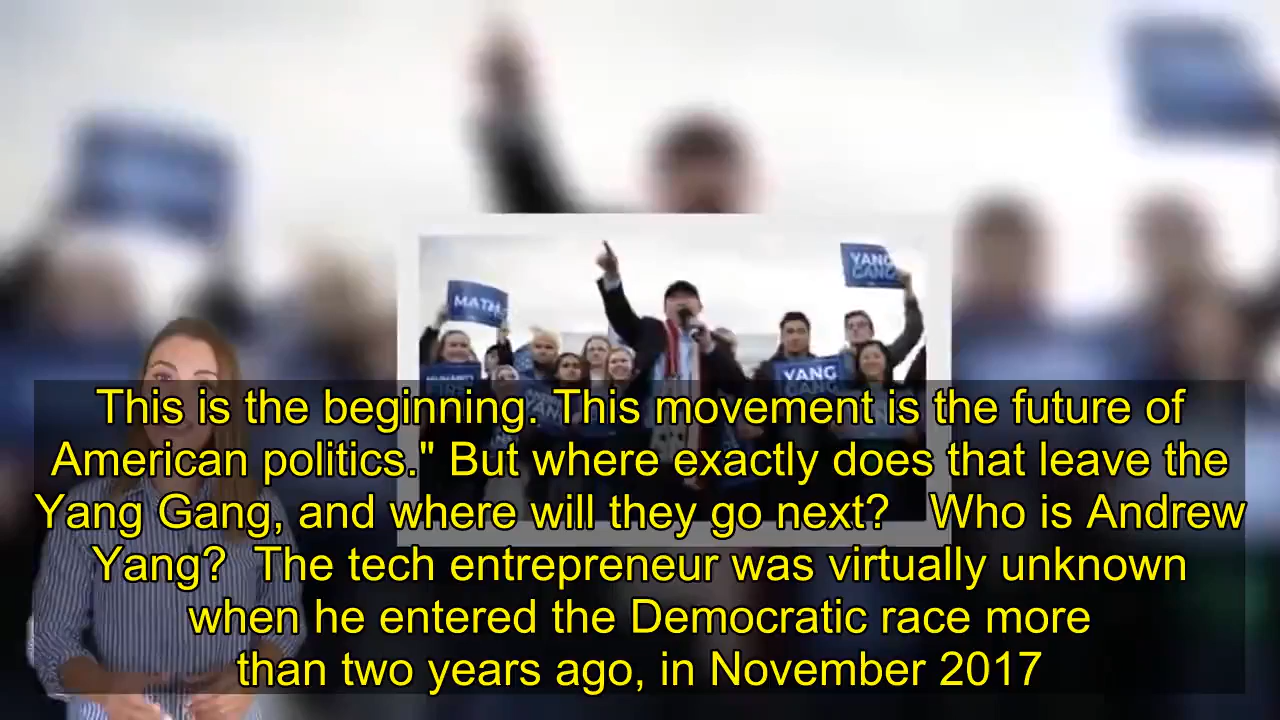 MATH
YANG
GANG
YANG
GANG
This is the beginning. This movement is the future of
American politics." But where exactly does that leave the
Yang Gang, and where will they go next?   Who is Andrew
Yang?  The tech entrepreneur was virtually unknown
when he entered the Democratic race more
than two years ago, in November 2017